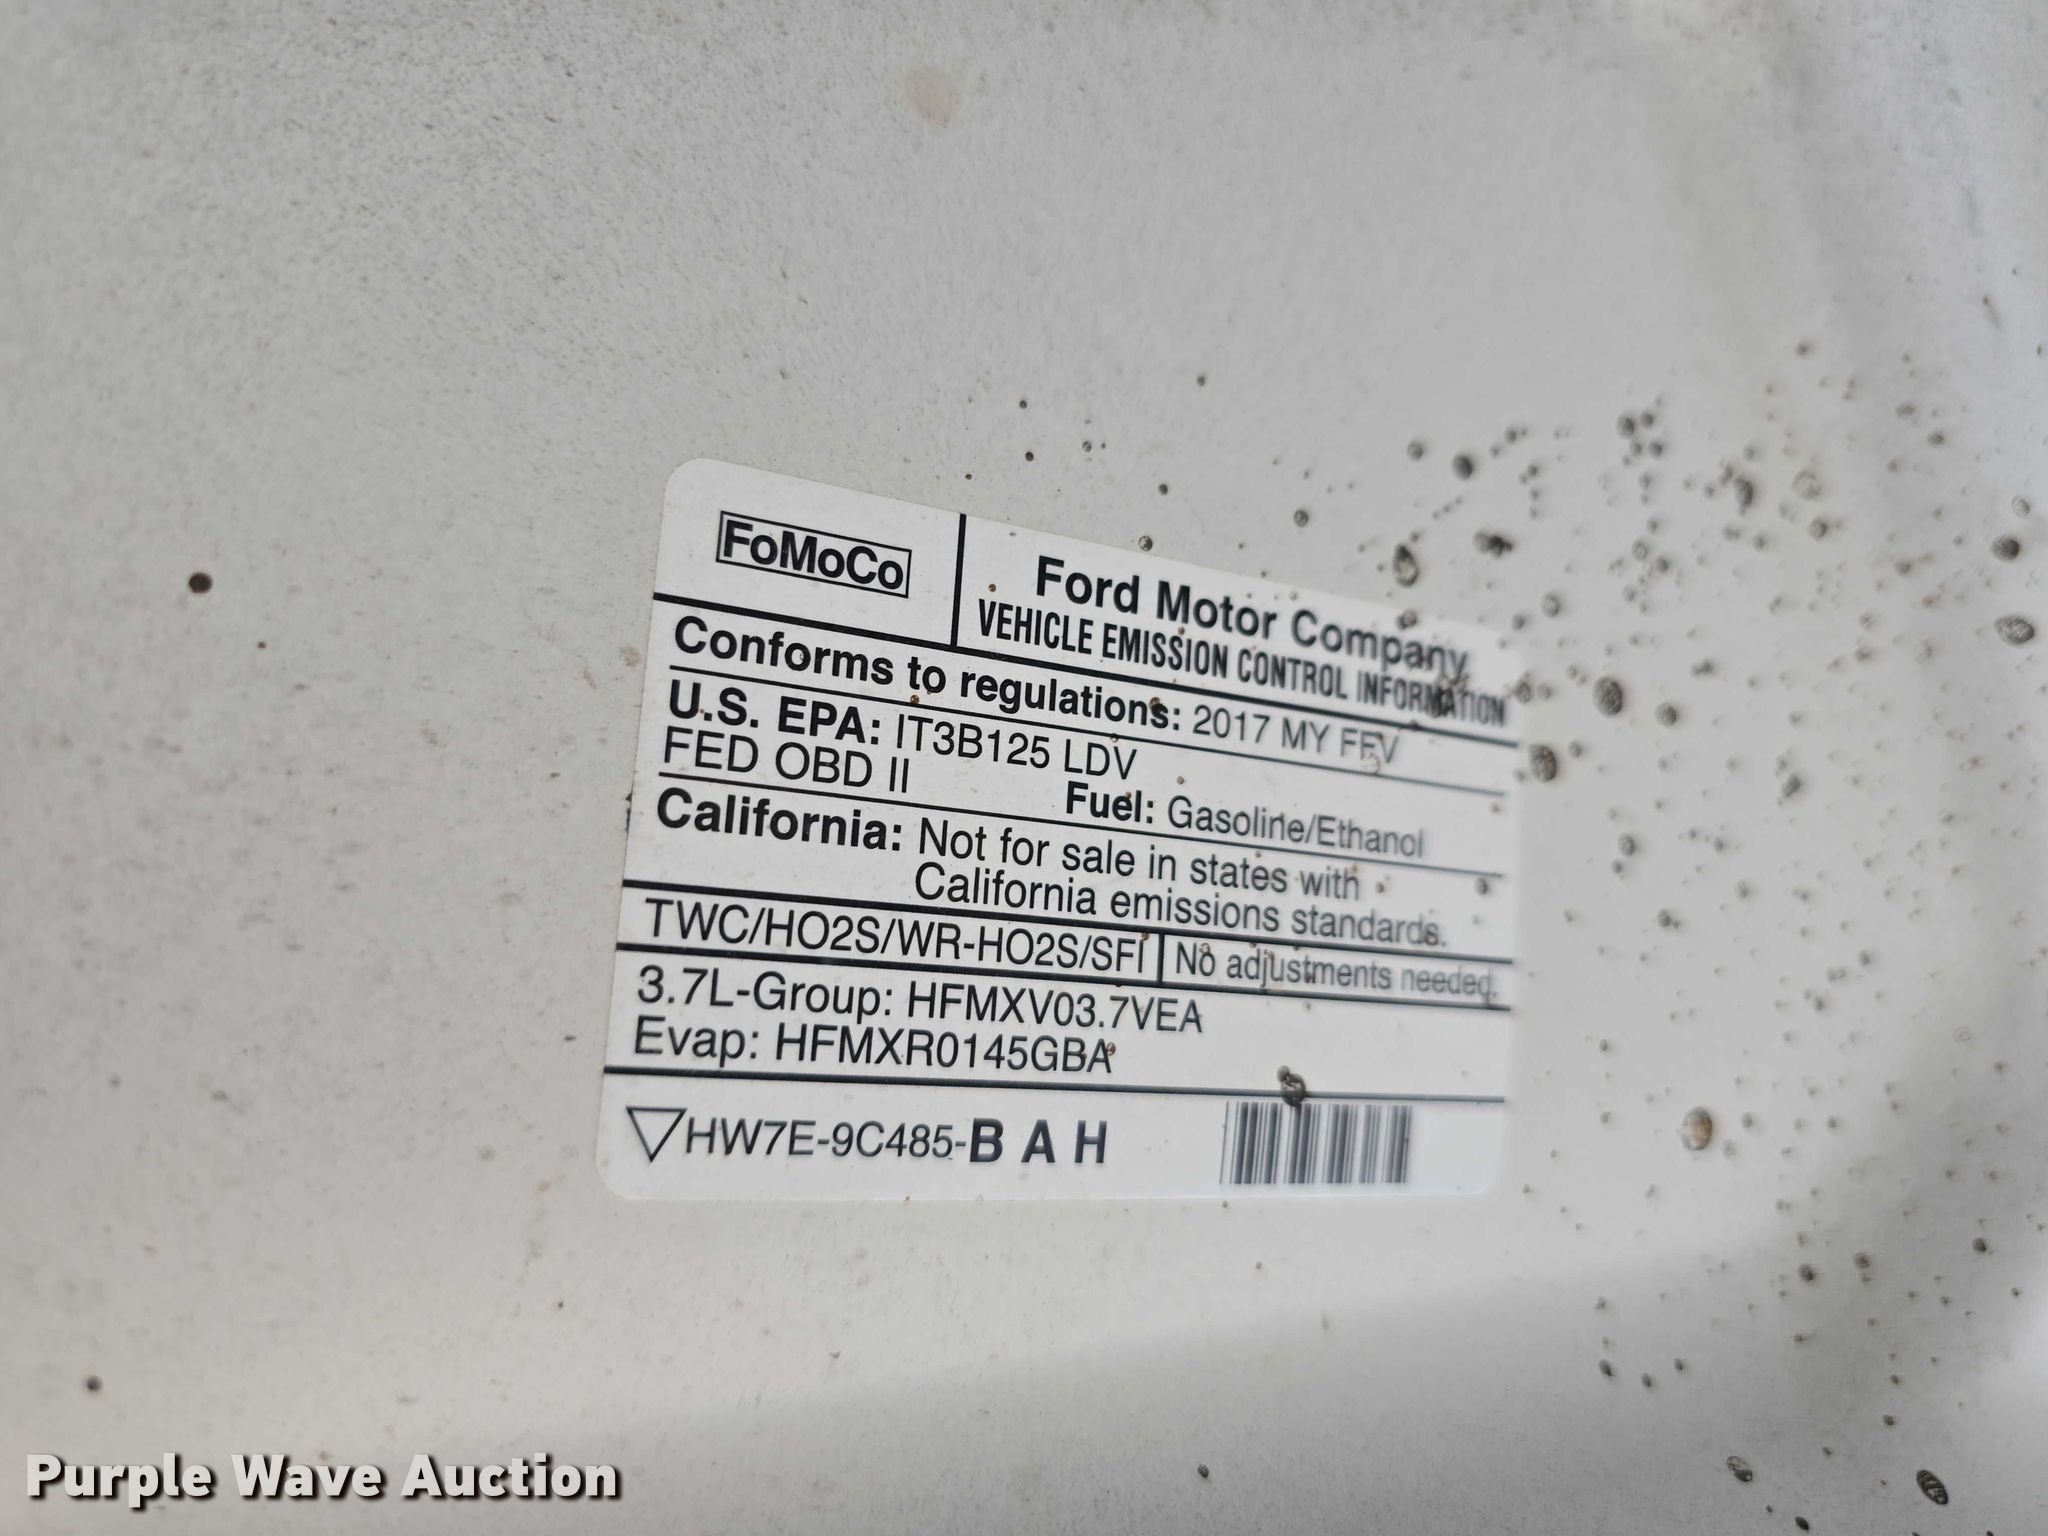 FoMoCo
Ford Motor Company
VEHICLE EMISSION CONTROL INFORMATION
Conforms to regulations: 2017 MY FFV
U.S. EPA: IT3B125 LDV
FED OBD II
Fuel: Gasoline/Ethanol
California: Not for sale in states with
California emissions standards.
TWC/HO2S/WR-HO2S/SFI No adjustments needed.
3.7L-Group: HFMXV03.7VEA
Evap: HFMXR0145GBA
HW7E-9C485-B A H
Purple Wave Auction